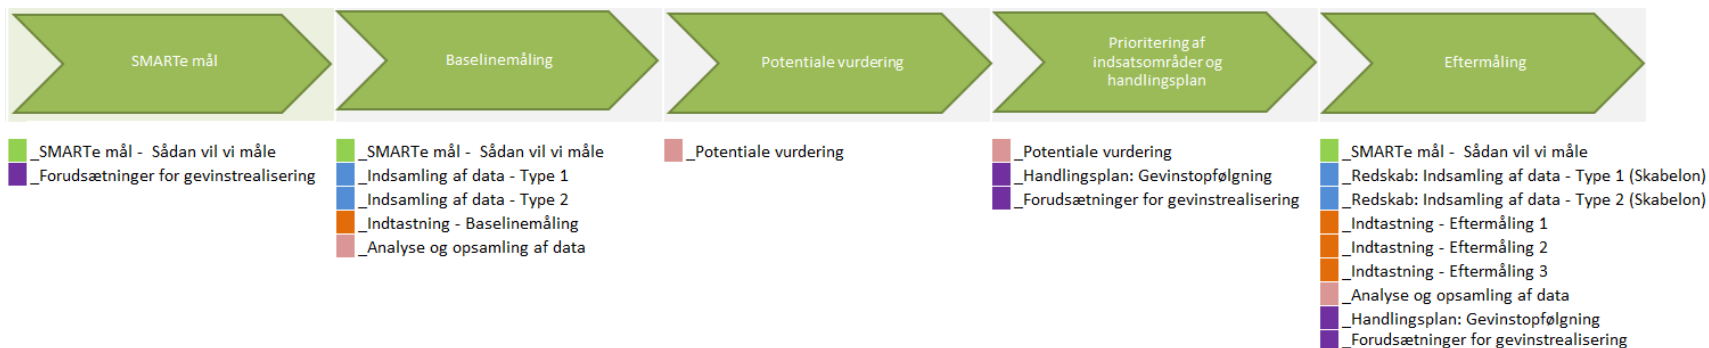 SMARTe mål
Baselinemåling
Potentiale vurdering
Prioritering af
indsatsområder og
handlingsplan
Eftermåling
_SMARTe mål - Sådan vil vi måle
_Forudsætninger for gevinstrealisering
_SMARTe mål - Sådan vil vi måle
_Indsamling af data - Type 1
_Indsamling af data - Type 2
_Indtastning - Baselinemåling
_Analyse og opsamling af data
_Potentiale vurdering
_Potentiale vurdering
_Handlingsplan: Gevinstopfølgning
_Forudsætninger for gevinstrealisering
_SMARTe mål - Sådan vil vi måle
_Redskab: Indsamling af data - Type 1 (Skabelon)
_Redskab: Indsamling af data - Type 2 (Skabelon)
_Indtastning - Eftermåling 1
_Indtastning - Eftermåling 2
_Indtastning - Eftermåling 3
_Analyse og opsamling af data
_Handlingsplan: Gevinstopfølgning
_Forudsætninger for gevinstrealisering